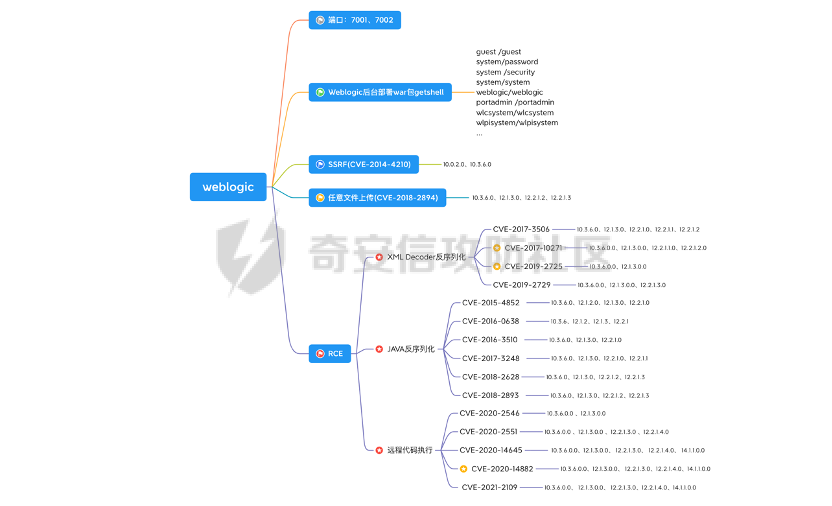 端口：7001、7002
guest /guest
system/password
system /security
system/system
weblogic/weblogic
portadmin /portadmin
wlcsystem/wlcsystem
wlpisystem/wlpisystem
...
Weblogic后台部署war包getshell
SSRF(CVE-2014-4210)
10.0.2.0、10.3.6.0
weblogic
任意文件上传(CVE-2018-2894)
10.3.6.0、12.1.3.0、12.2.1.2、12.2.1.3
奇安信攻防社区
XML Decoder反序列化
CVE-2017-3506
10.3.6.0、12.1.3.0、12.2.1.0、12.2.1.1、12.2.1.2
CVE-2017-10271
10.3.6.0.0、12.1.3.0.0、12.2.1.1.0、12.2.1.2.0
CVE-2019-2725
10.3.6.0.0、12.1.3.0.0
CVE-2019-2729
10.3.6.0.0、12.1.3.0.0、12.2.1.3.0
RCE
JAVA反序列化
CVE-2015-4852
10.3.6.0、12.1.2.0、12.1.3.0、12.2.1.0
CVE-2016-0638
10.3.6、12.1.2、12.1.3、12.2.1
CVE-2016-3510
10.3.6.0、12.1.3.0、12.2.1.0
CVE-2017-3248
10.3.6.0、12.1.3.0、12.2.1.0、12.2.1.1
CVE-2018-2628
10.3.6.0、12.1.3.0、12.2.1.2、12.2.1.3
CVE-2018-2893
10.3.6.0、12.1.3.0、12.2.1.2、12.2.1.3
远程代码执行
CVE-2020-2546
10.3.6.0.0 、12.1.3.0.0
CVE-2020-2551
10.3.6.0.0 、12.1.3.0.0 、12.2.1.3.0 、12.2.1.4.0
CVE-2020-14645
10.3.6.0.0、12.1.3.0.0、 12.2.1.3.0、 12.2.1.4.0、 14.1.1.0.0
CVE-2020-14882
10.3.6.0.0、12.1.3.0.0、 12.2.1.3.0、12.2.1.4.0、14.1.1.0.0
CVE-2021-2109
10.3.6.0.0、 12.1.3.0.0、 12.2.1.3.0、12.2.1.4.0、14.1.1.0.0